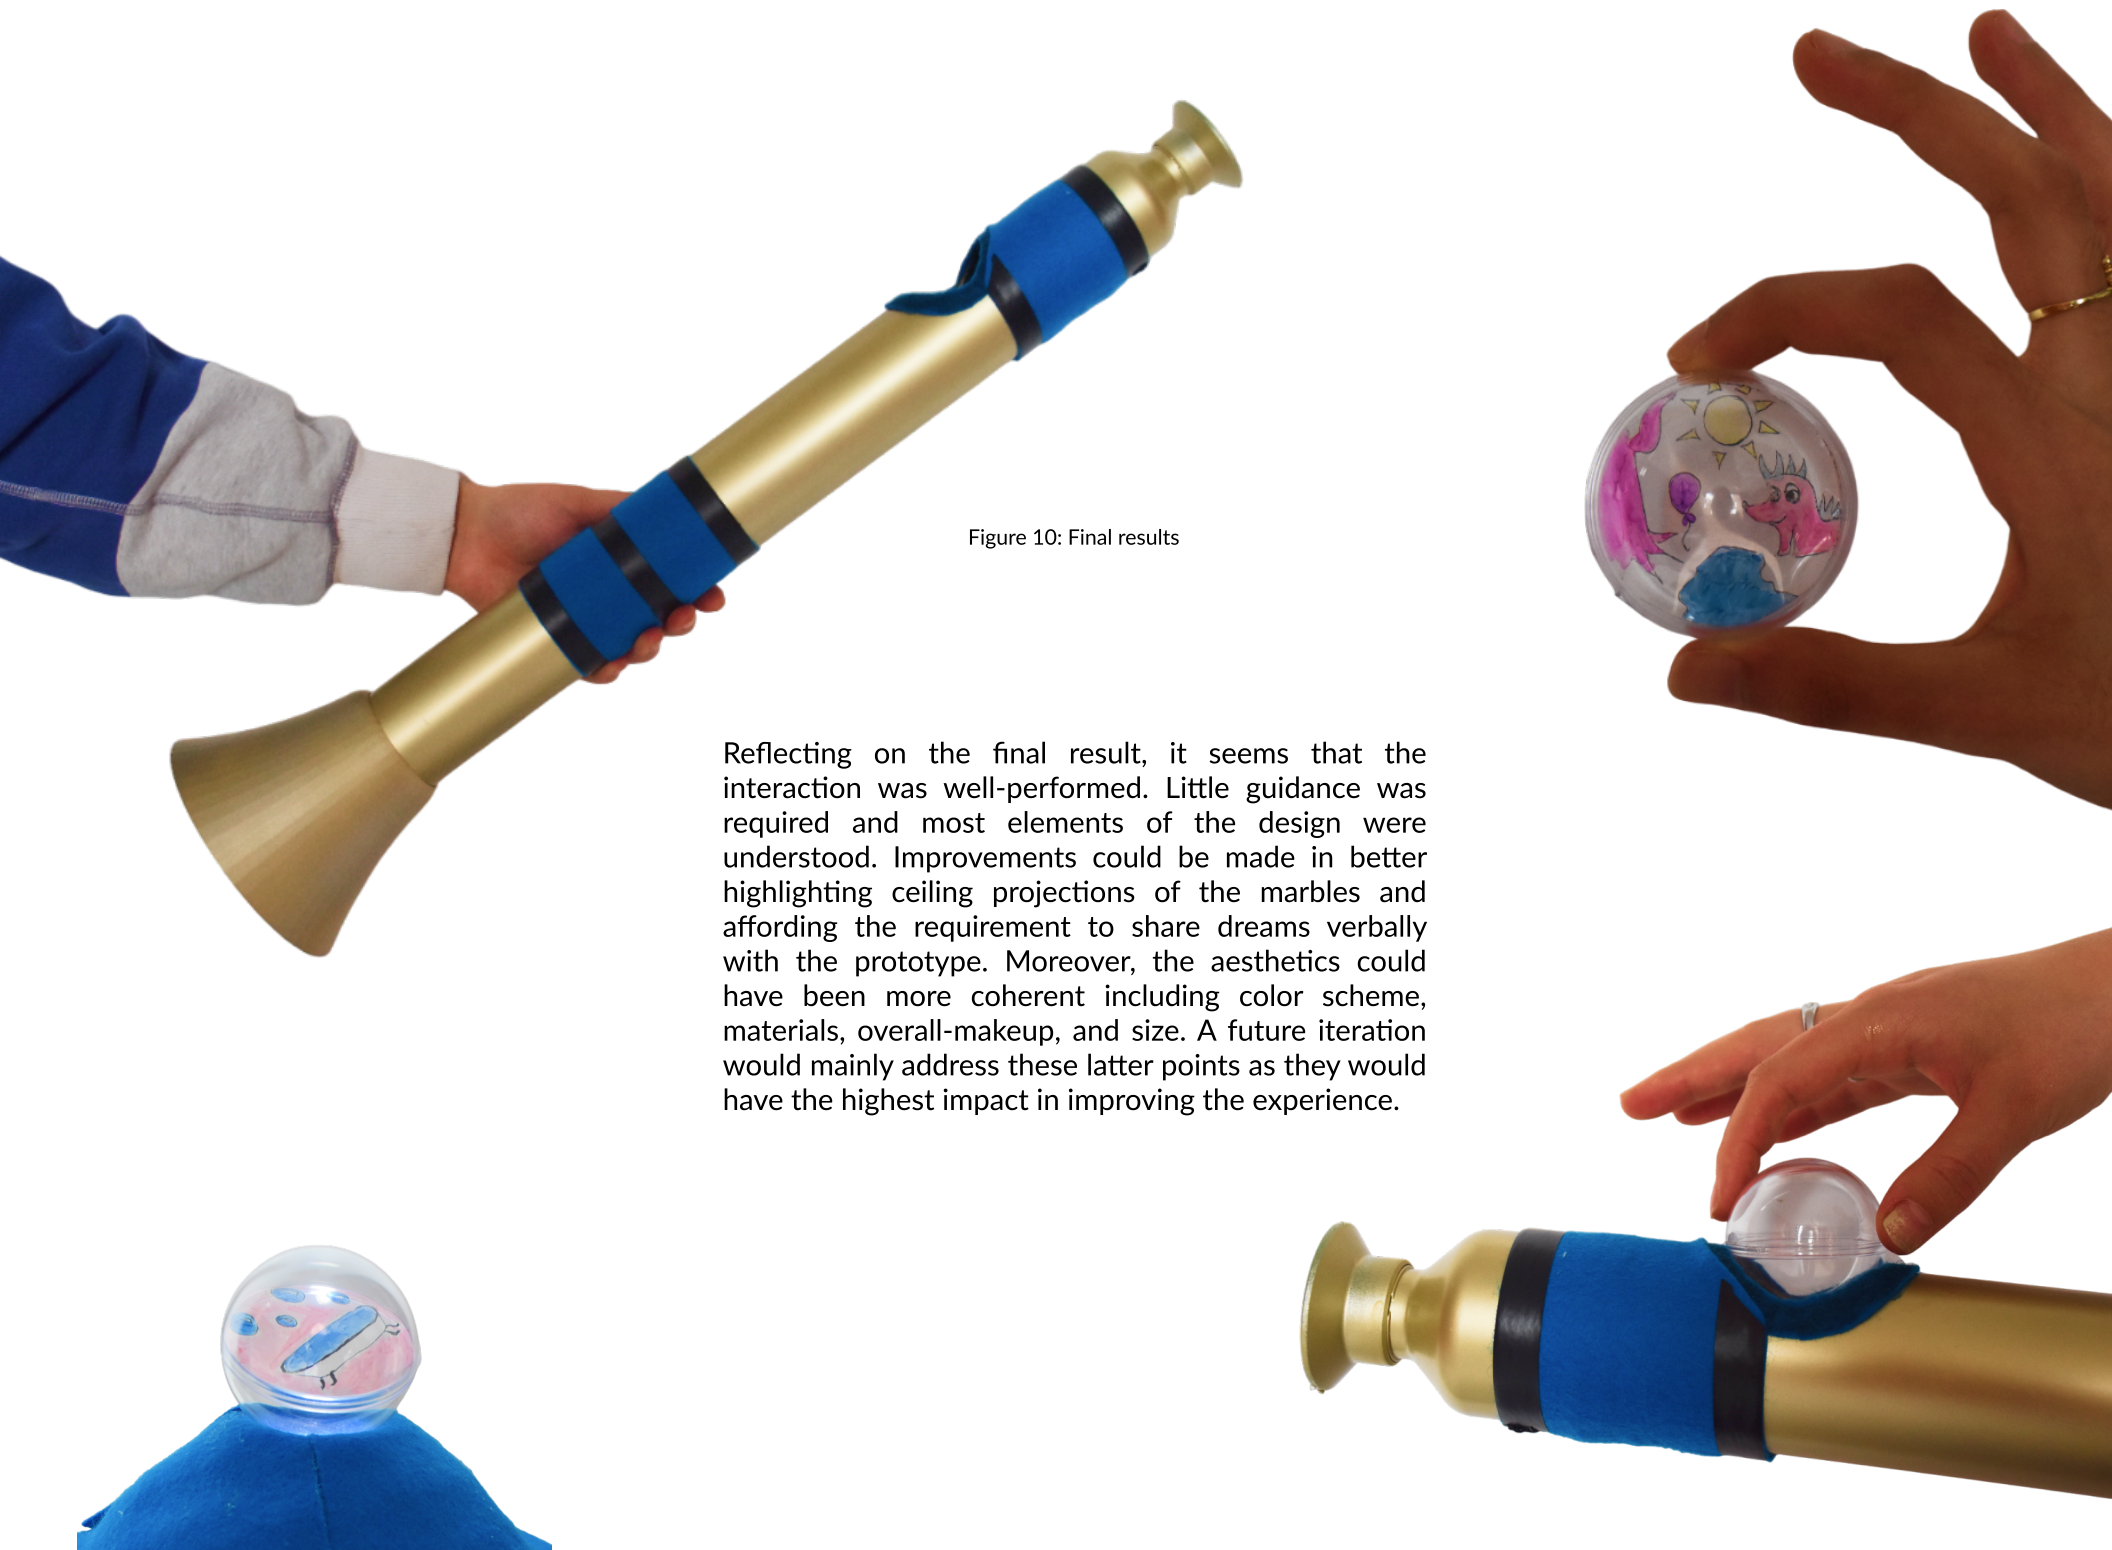 Figure 10: Final results
Reflecting on the final result, it seems that the
interaction was well-performed. Little guidance was
required and most elements of the design were
understood. Improvements could be made in better
highlighting ceiling projections of the marbles and
affording the requirement to share dreams verbally
with the prototype. Moreover, the aesthetics could
have been more coherent including color scheme,
materials, overall-makeup, and size. A future iteration
would mainly address these latter points as they would
have the highest impact in improving the experience.